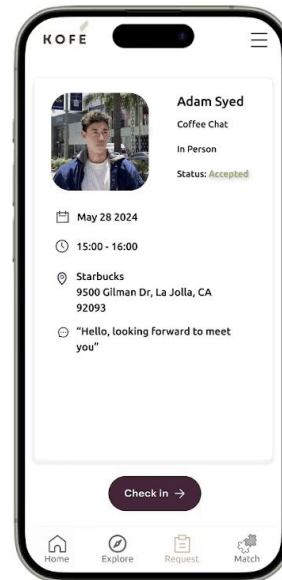 KOFÉ
Adam Syed
Coffee Chat
In Person
Status: Accepted
May 28 2024
15:00 - 16:00
Starbucks
9500 Gilman Dr, La Jolla, CA
92093
“Hello, looking forward to meet
you”
Check in →
Home
Explore
Request
Match